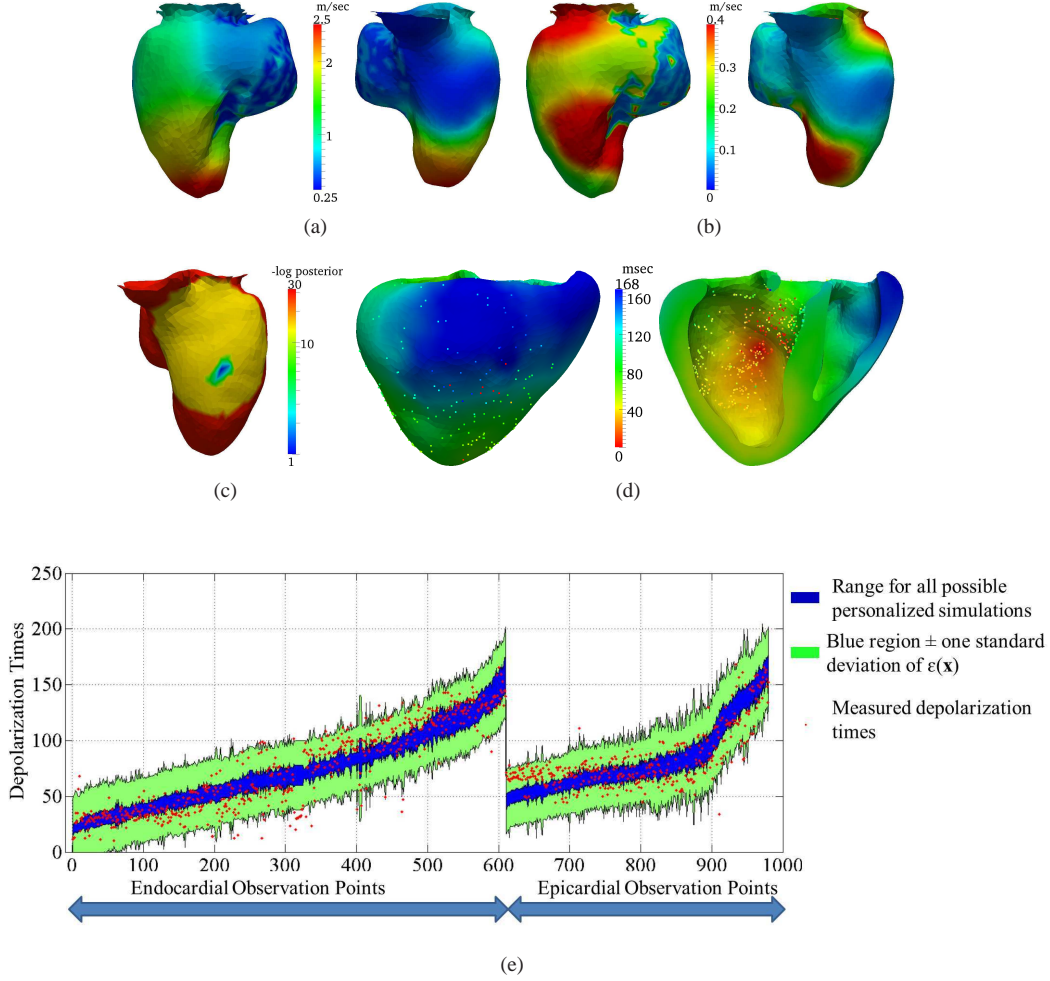 m/sec
2.5
2
1
0.25
(a)
m/sec
0.4
0.3
0.2
0.1
0
(b)
-log posterior
30
10
1
(c)
msec
168
160
120
80
40
0
(d)
250
200
150
100
50
0
Depolarization Times
0 100 200 300 400 500 600 700 800 900 1000
Endocardial Observation Points
Epicardial Observation Points
Range for all possible
personalized simulations
Blue region ± one standard
deviation of ε(x)
Measured depolarization
times
(e)